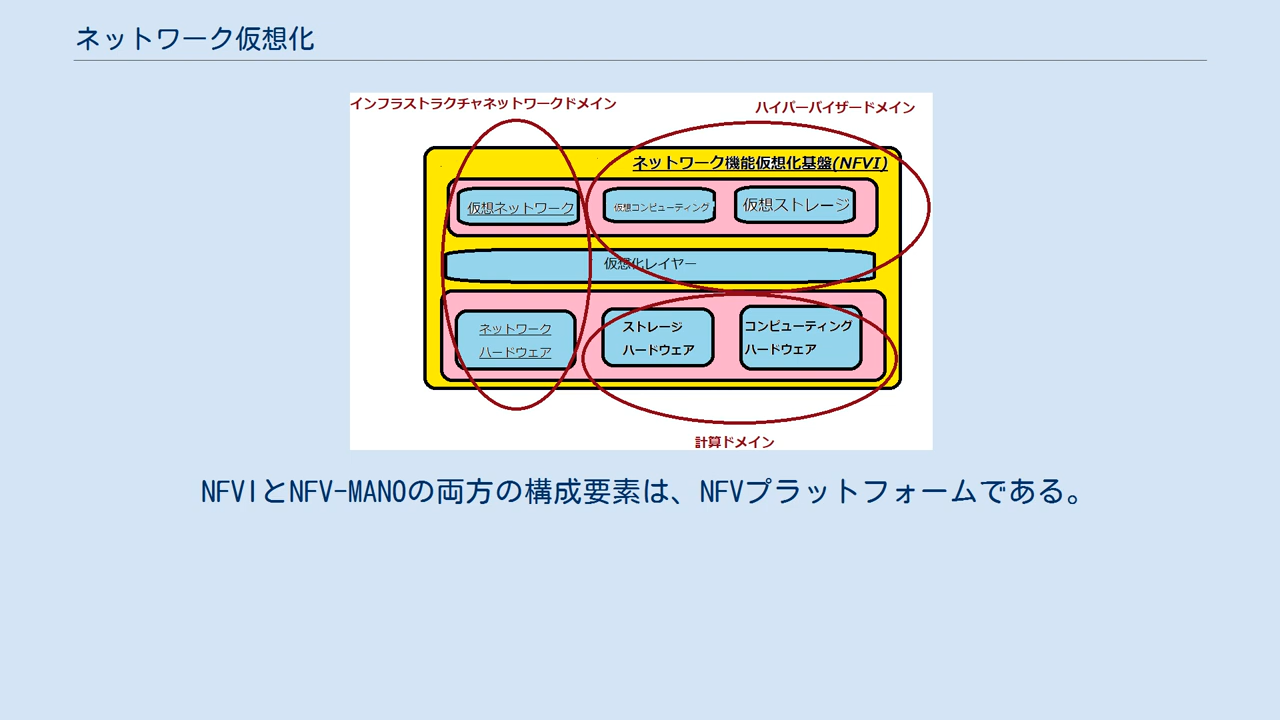 ネットワーク仮想化
インフラストラクチャネットワークドメイン
ハイパーバイザードメイン
ネットワーク機能仮想化基盤(NFVI)
仮想ネットワーク
仮想コンピューティング
仮想ストレージ
仮想化レイヤー
ネットワーク
ハードウェア
ストレージ
ハードウェア
コンピューティング
ハードウェア
計算ドメイン
NFVIとNFV-MANOの両方の構成要素は、NFVプラットフォームである。